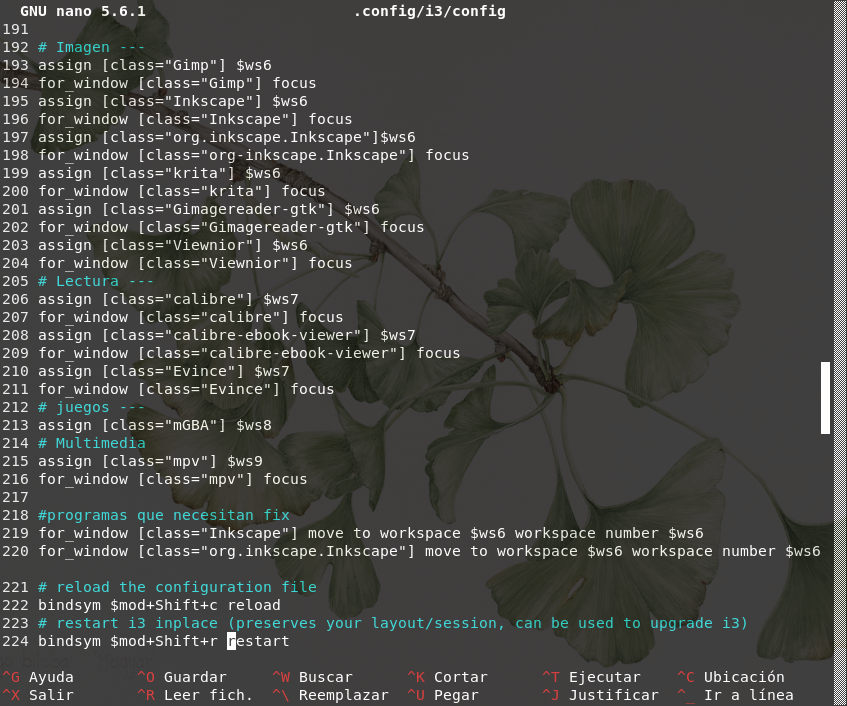 GNU nano 5.6.1 .config/i3/config
191
192 # Imagen ---
193 assign [class="Gimp"] $ws6
194 for_window [class="Gimp"] focus
195 assign [class="Inkscape"] $ws6
196 for_window [class="Inkscape"] focus
197 assign [class="org.inkscape.Inkscape"]$ws6
198 for_window [class="org-inkscape.Inkscape"] focus
199 assign [class="krita"] $ws6
200 for_window [class="krita"] focus
201 assign [class="Gimagereader-gtk"] $ws6
202 for_window [class="Gimagereader-gtk"] focus
203 assign [class="Viewnior"] $ws6
204 for_window [class="Viewnior"] focus
205 # Lectura ---
206 assign [class="calibre"] $ws7
207 for_window [class="calibre"] focus
208 assign [class="calibre-ebook-viewer"] $ws7
209 for_window [class="calibre-ebook-viewer"] focus
210 assign [class="Evince"] $ws7
211 for_window [class="Evince"] focus
212 # juegos ---
213 assign [class="mGBA"] $ws8
214 # Multimedia
215 assign [class="mpv"] $ws9
216 for_window [class="mpv"] focus
217
218 #programas que necesitan fix
219 for_window [class="Inkscape"] move to workspace $ws6 workspace number $ws6
220 for_window [class="org.inkscape.Inkscape"] move to workspace $ws6 workspace number $ws6
221 # reload the configuration file
222 bindsym $mod+Shift+c reload
223 # restart i3 inplace (preserves your layout/session, can be used to upgrade i3)
224 bindsym $mod+Shift+r restart
^G Ayuda ^O Guardar ^W Buscar ^K Cortar ^T Ejecutar ^C Ubicación
^X Salir ^R Leer fich. ^\ Reemplazar ^U Pegar ^J Justificar ^_ Ir a línea